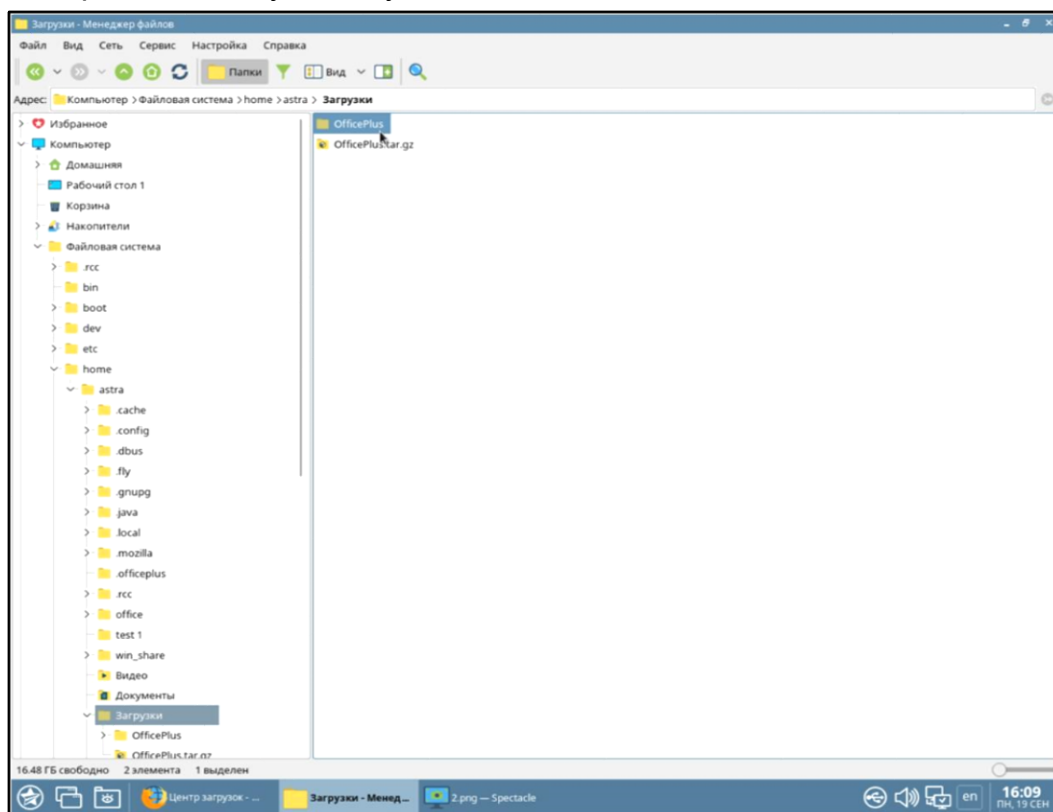 Загрузки - Менеджер файлов
Файл Вид Сеть Сервис Настройка Справка
Папки Вид
Адрес: Компьютер > Файловая система > home > astra > Загрузки
Избранное
Компьютер
Домашняя
Рабочий стол 1
Корзина
Накопители
Файловая система
.rcc
bin
boot
dev
etc
home
astra
.cache
.config
.dbus
.fly
.gnupg
.java
.local
.mozilla
.officeplus
.rcc
office
test 1
win_share
Видео
Документы
Загрузки
OfficePlus
OfficePlus.tar.gz
OfficePlus
OfficePlus.tar.gz
16.48 ГБ свободно 2 элемента 1 выделен
Центр загрузок - ... Загрузки - Менед... 2.png — Spectacle en 16:09
ПН, 19 СЕН